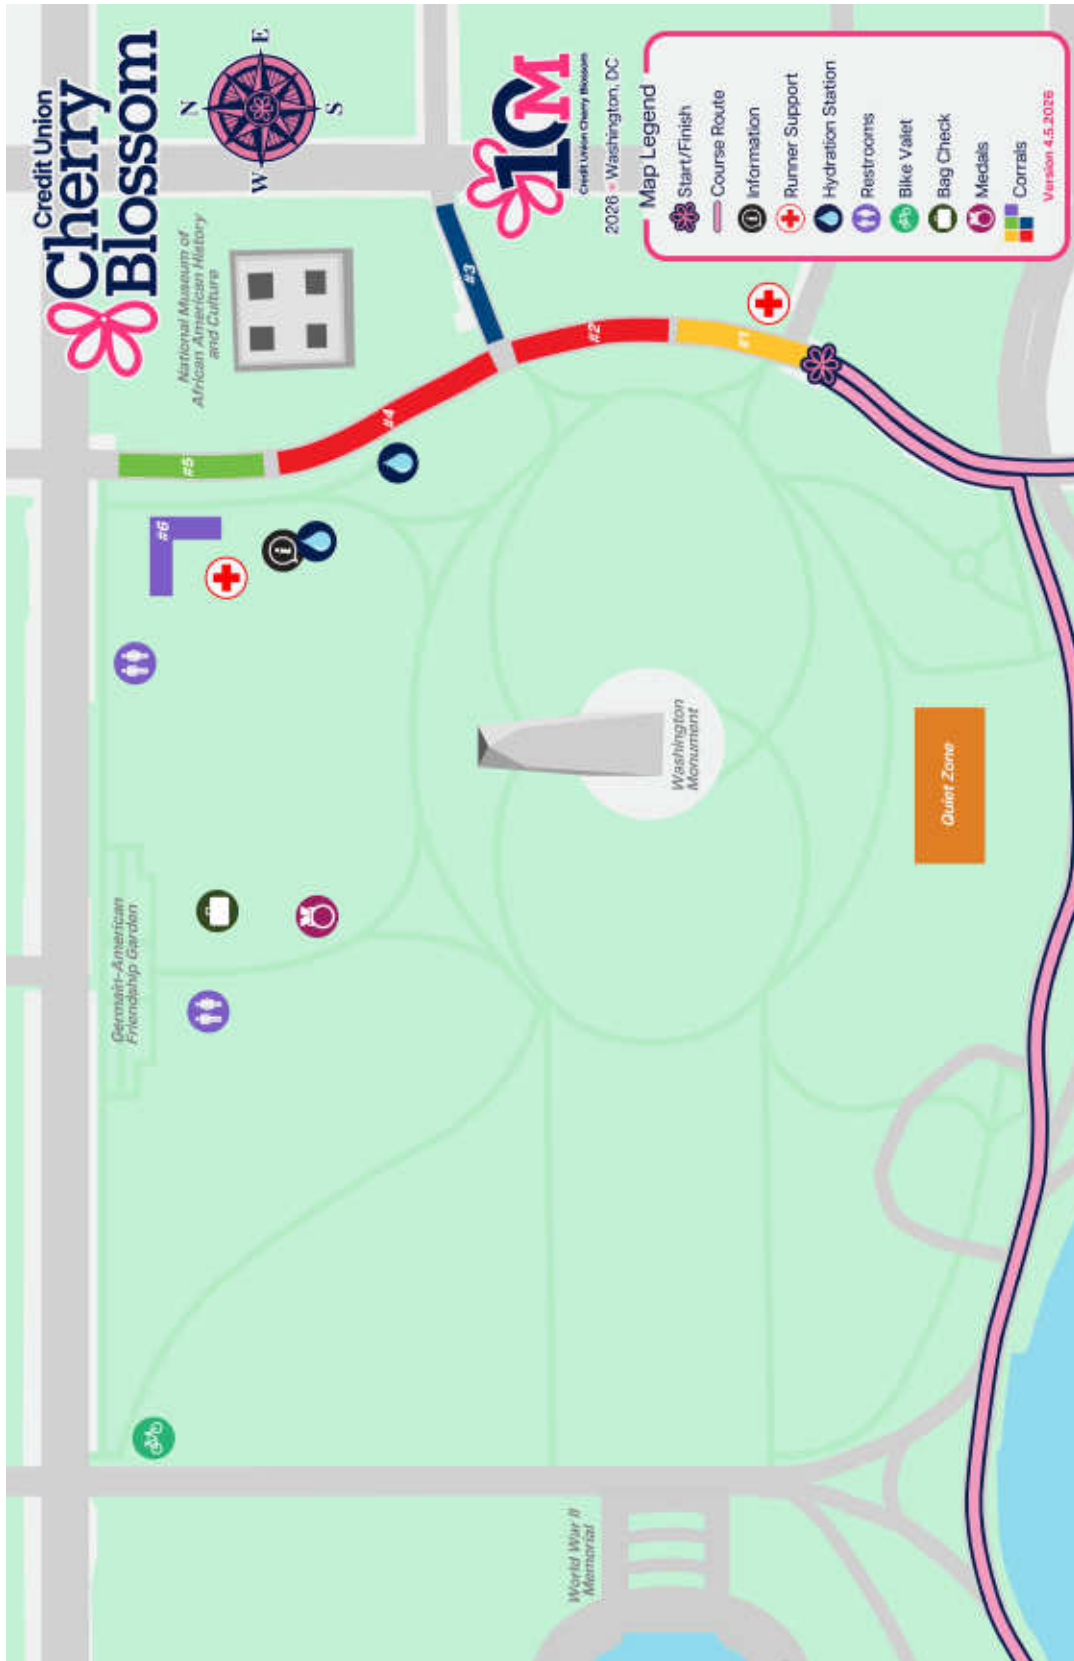 Credit Union
Cherry
Blossom
N
E
S
W
10M
Credit Union Cherry Blossom
2026 • Washington, DC
Map Legend
Start/Finish
Course Route
Information
Runner Support
Hydration Station
Restrooms
Bike Valet
Bag Check
Medals
Corrals
Version 4.5.2026
National Museum of
African American History
and Culture
#3
#2
#1
#4
#5
#6
Washington
Monument
Quiet Zone
Germain-American
Friendship Garden
World War II
Memorial